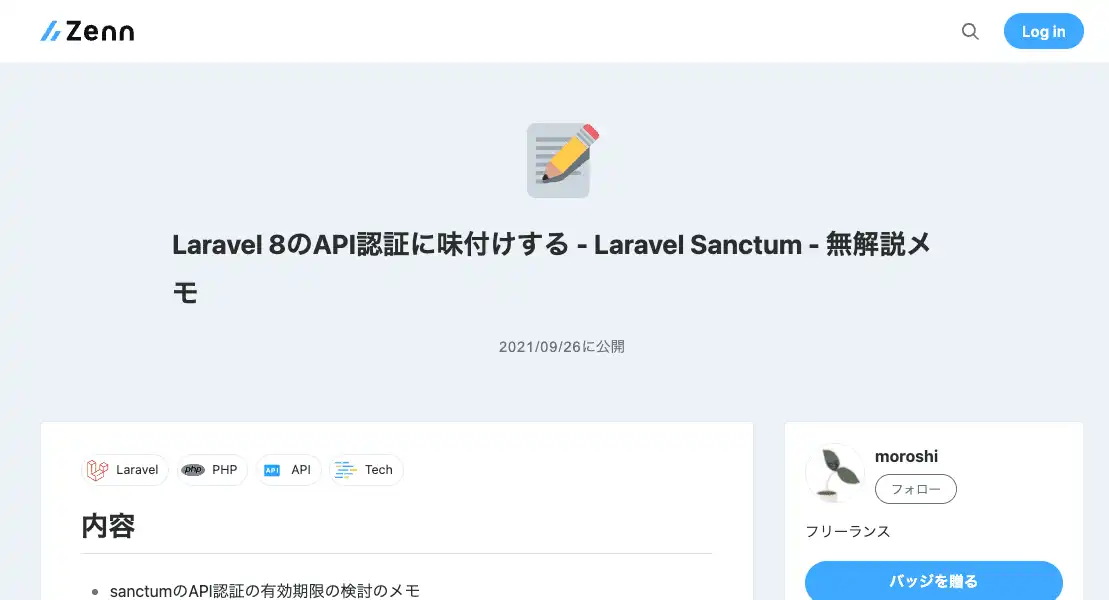 Zenn
Log in
Laravel 8のAPI認証に味付けする - Laravel Sanctum - 無解説メ
モ
2021/09/26に公開
Laravel
php PHP
API API
Tech
内容
sanctumのAPI認証の有効期限の検討のメモ
moroshi
フォロー
フリーランス
バッジを贈る